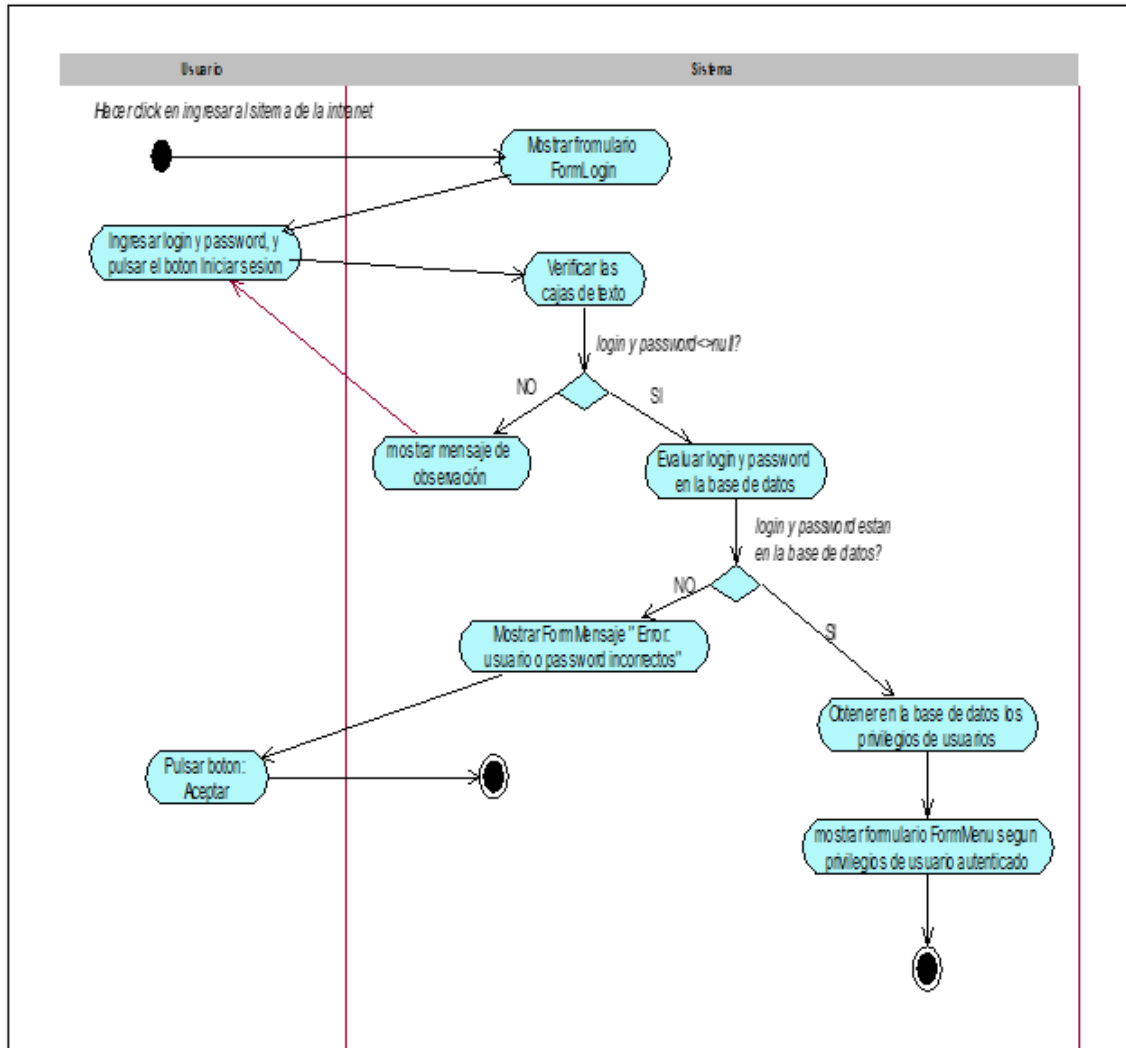 Usuario
Sistema
Hacer click en ingresar al sitema de la intranet
Mostrar fromulario
FormLogin
Ingresar login y password, y
pulsar el boton Iniciar sesion
Verificar las
cajas de texto
login y password<>null?
NO
SI
mostrar mensaje de
observación
Evaluar login y password
en la base de datos
login y password estan
en la base de datos?
NO
SI
Mostrar FormMensaje " Error:
usuario o password incorrectos"
Obtener en la base de datos los
privilegios de usuarios
Pulsar boton:
Aceptar
mostrar formulario FormMenu segun
privilegios de usuario autenticado